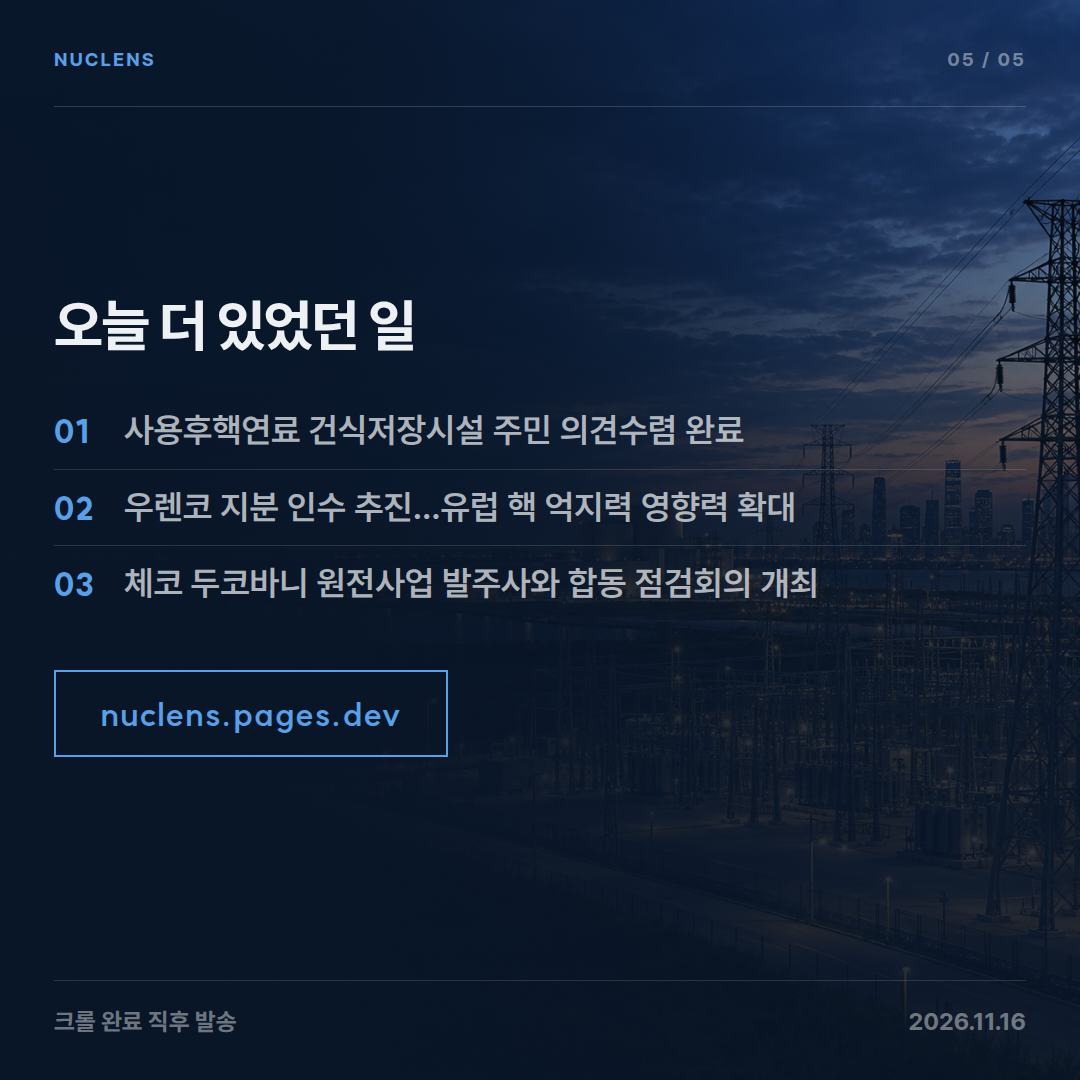 NUCLENS
05 / 05
오늘 더 있었던 일
01 사용후핵연료 건식저장시설 주민 의견수렴 완료
02 우렌코 지분 인수 추진…유럽 핵 억지력 영향력 확대
03 체코 두코바니 원전사업 발주사와 합동 점검회의 개최
nuclens.pages.dev
크롤 완료 직후 발송
2026.11.16